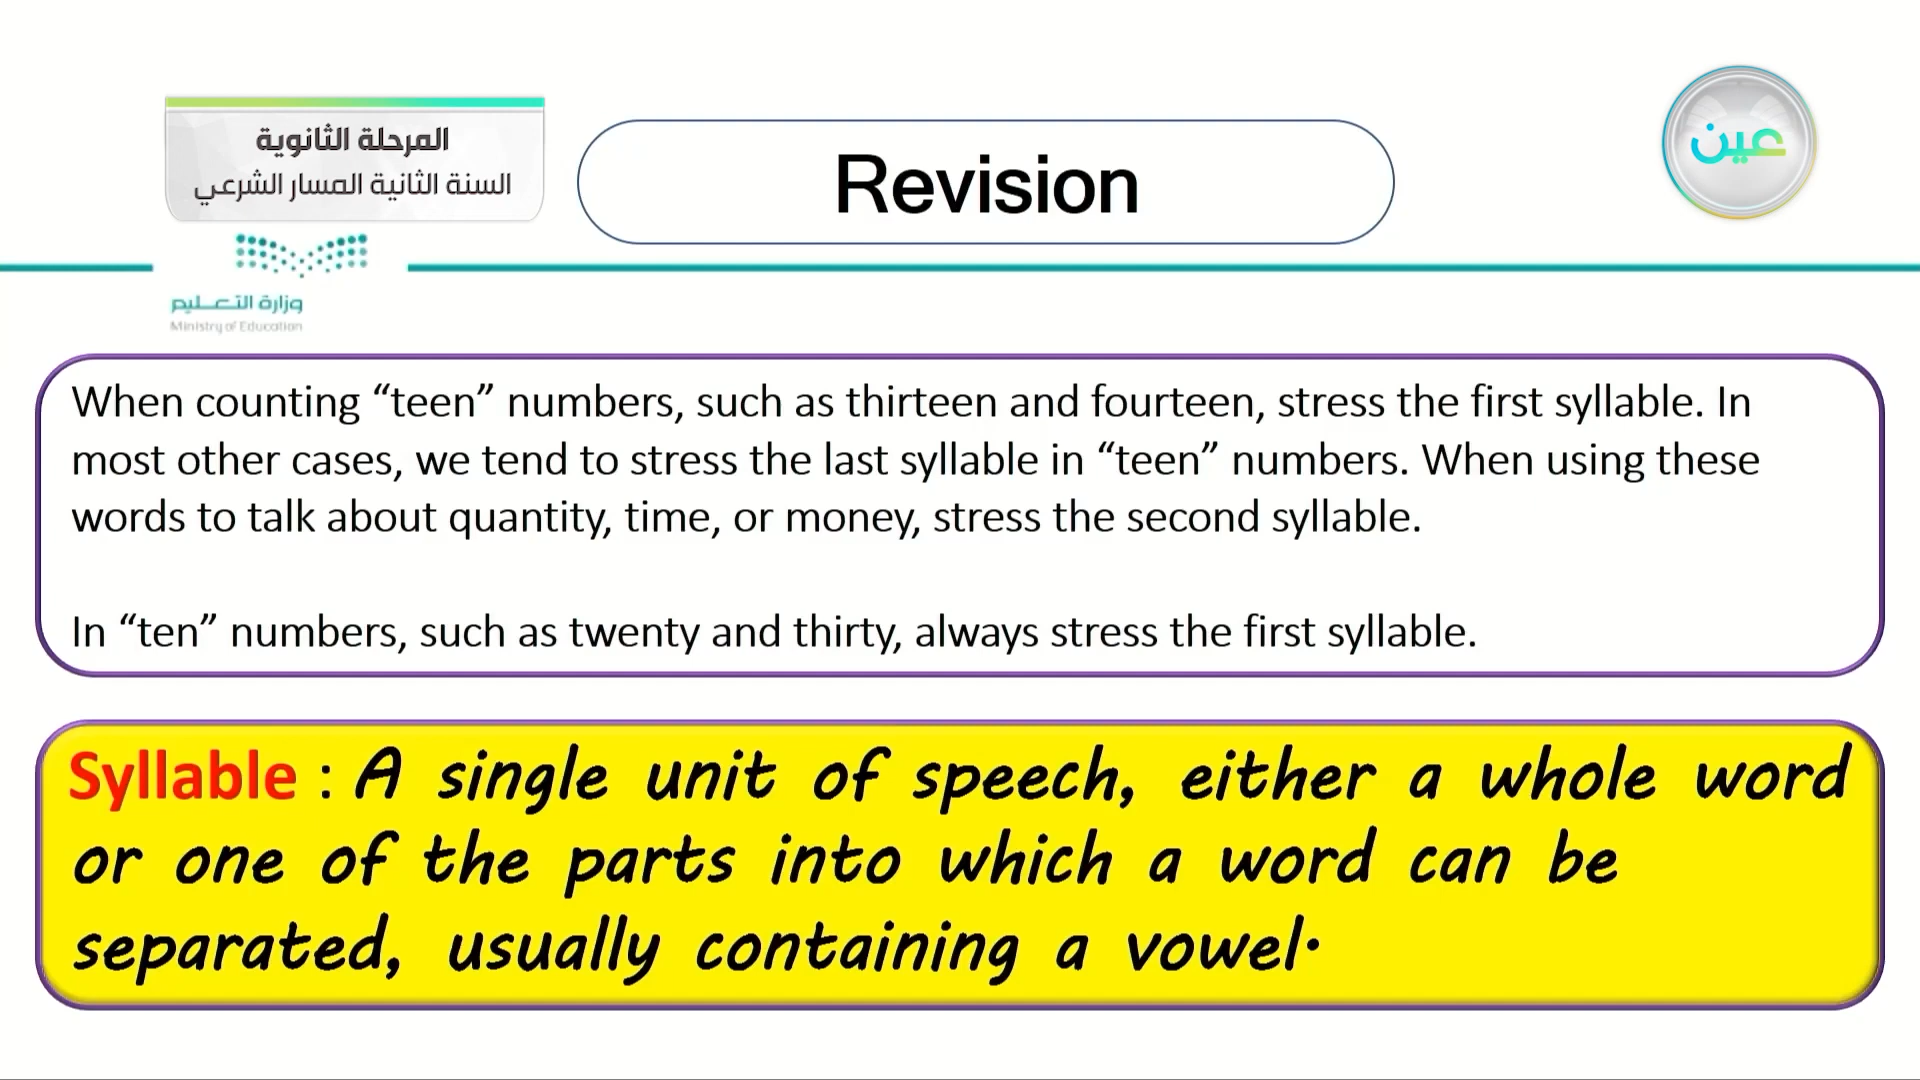 المرحلة الثانوية
السنة الثانية المسار الشرعي
Revision
عين
وزارة التعليم
Ministry of Education
When counting “teen” numbers, such as thirteen and fourteen, stress the first syllable. In
most other cases, we tend to stress the last syllable in “teen” numbers. When using these
words to talk about quantity, time, or money, stress the second syllable.
In “ten” numbers, such as twenty and thirty, always stress the first syllable.
Syllable : A single unit of speech, either a whole word
or one of the parts into which a word can be
separated, usually containing a vowel.